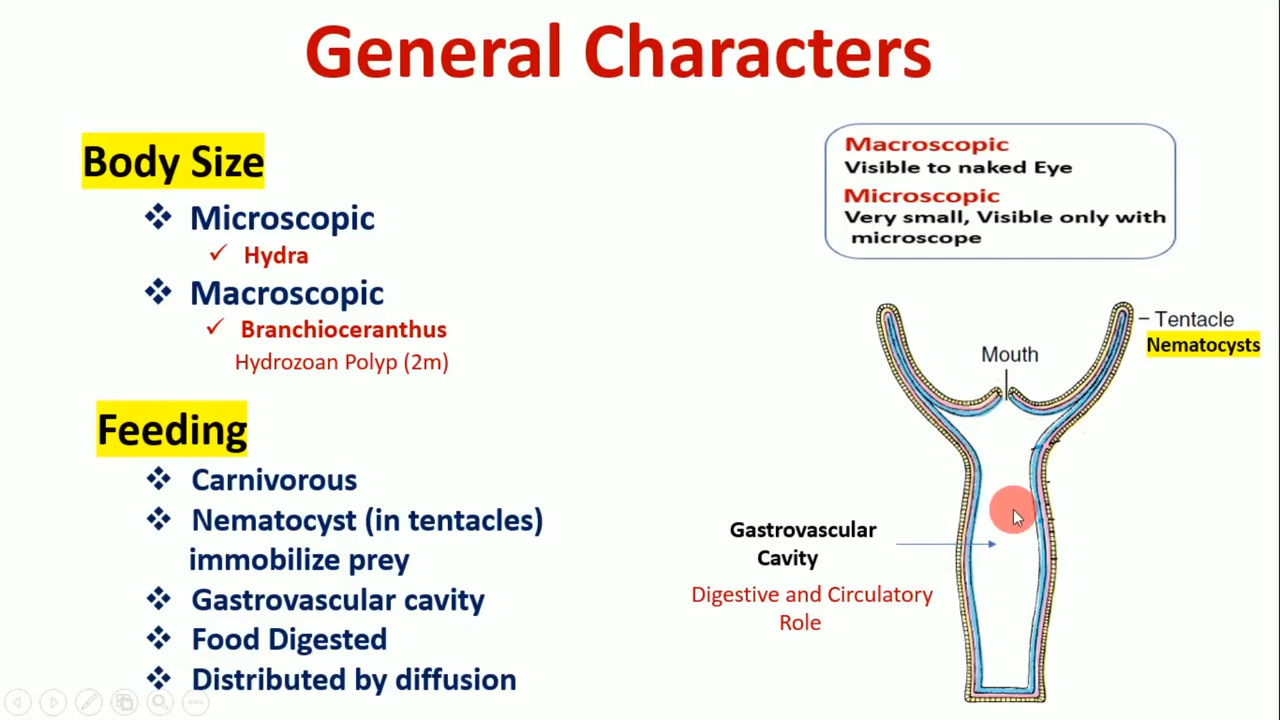 General Characters
Body Size
Microscopic
Hydra
Macroscopic
Branchioceranthus
Hydrozoan Polyp (2m)
Feeding
Carnivorous
Nematocyst (in tentacles)
immobilize prey
Gastrovascular cavity
Food Digested
Distributed by diffusion
Macroscopic
Visible to naked Eye
Microscopic
Very small, Visible only with
microscope
Tentacle
Nematocysts
Mouth
Gastrovascular
Cavity
Digestive and Circulatory
Role